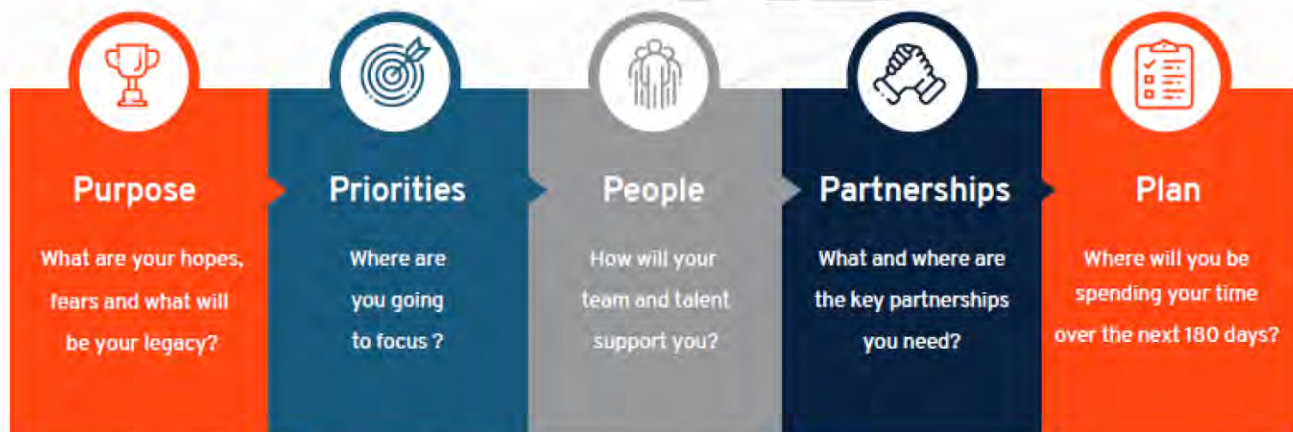 Purpose
What are your hopes,
fears and what will
be your legacy?
Priorities
Where are
you going
to focus ?
People
How will your
team and talent
support you?
Partnerships
What and where are
the key partnerships
you need?
Plan
Where will you be
spending your time
over the next 180 days?